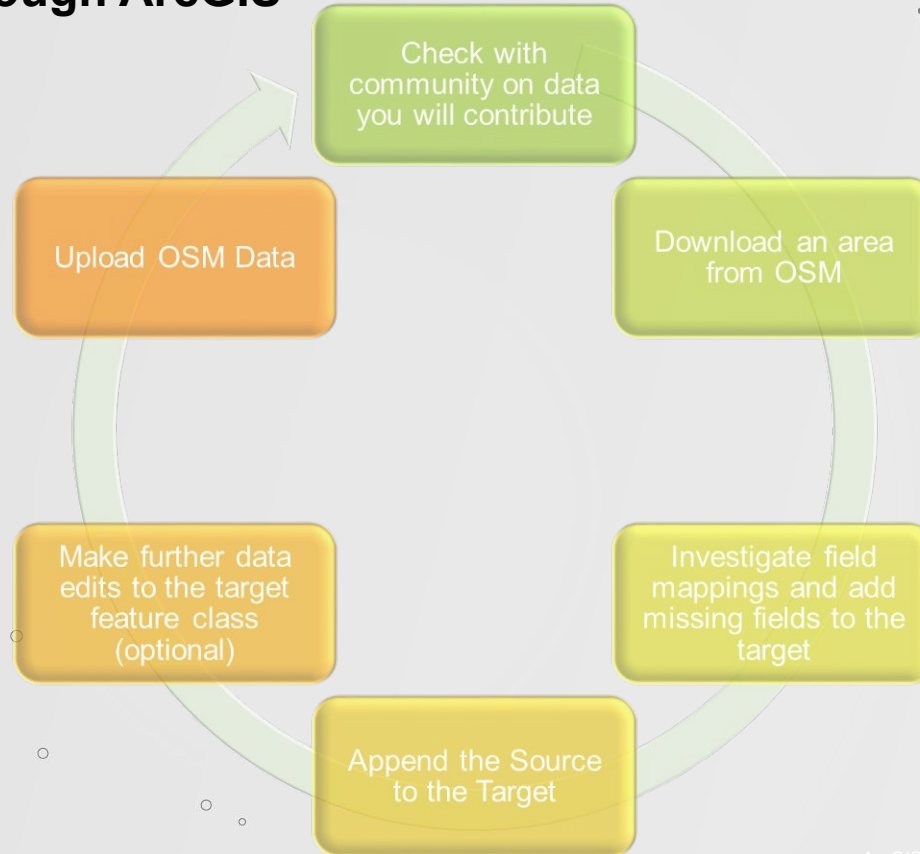 ough ArcGIS
Check with
community on data
you will contribute
Download an area
from OSM
Investigate field
mappings and add
missing fields to the
target
Append the Source
to the Target
Make further data
edits to the target
feature class
(optional)
Upload OSM Data